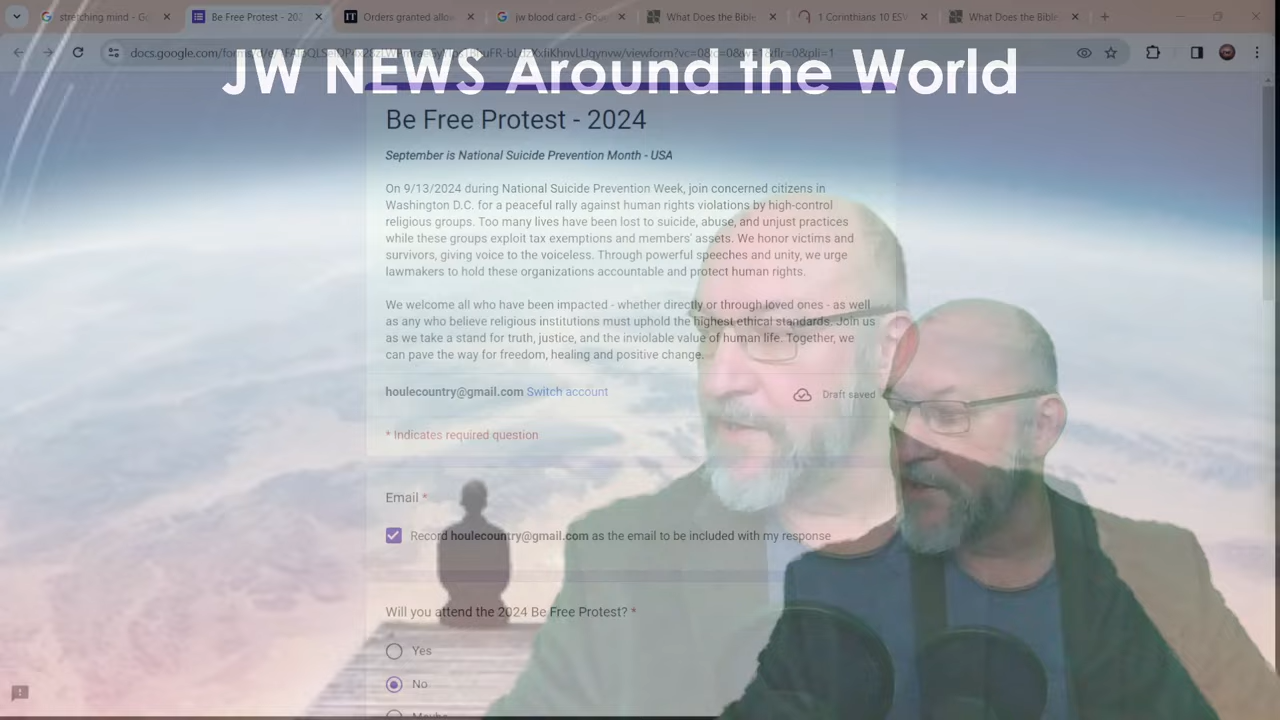 stretching mind - G
Be Free Protest - 202
Orders granted allo
jw blood card - Goo
What Does the Bible
1 Corinthians 10 ESV
What Does the Bible
JW NEWS Around the World
Be Free Protest - 2024
September is National Suicide Prevention Month - USA
On 9/13/2024 during National Suicide Prevention Week, join concerned citizens in
Washington D.C. for a peaceful rally against human rights violations by high-control
religious groups. Too many lives have been lost to suicide, abuse, and unjust practices
while these groups exploit tax exemptions and members' assets. We honor victims and
survivors, giving voice to the voiceless. Through powerful speeches and unity, we urge
lawmakers to hold these organizations accountable and protect human rights.
We welcome all who have been impacted - whether directly or through loved ones - as well
as any who believe religious institutions must uphold the highest ethical standards. Join us
as we take a stand for truth, justice, and the inviolable value of human life. Together, we
can pave the way for freedom, healing and positive change.
houlecountry@gmail.com Switch account
Draft saved
* Indicates required question
Email *
Record houlecountry@gmail.com as the email to be included with my response
Will you attend the 2024 Be Free Protest? *
Yes
No